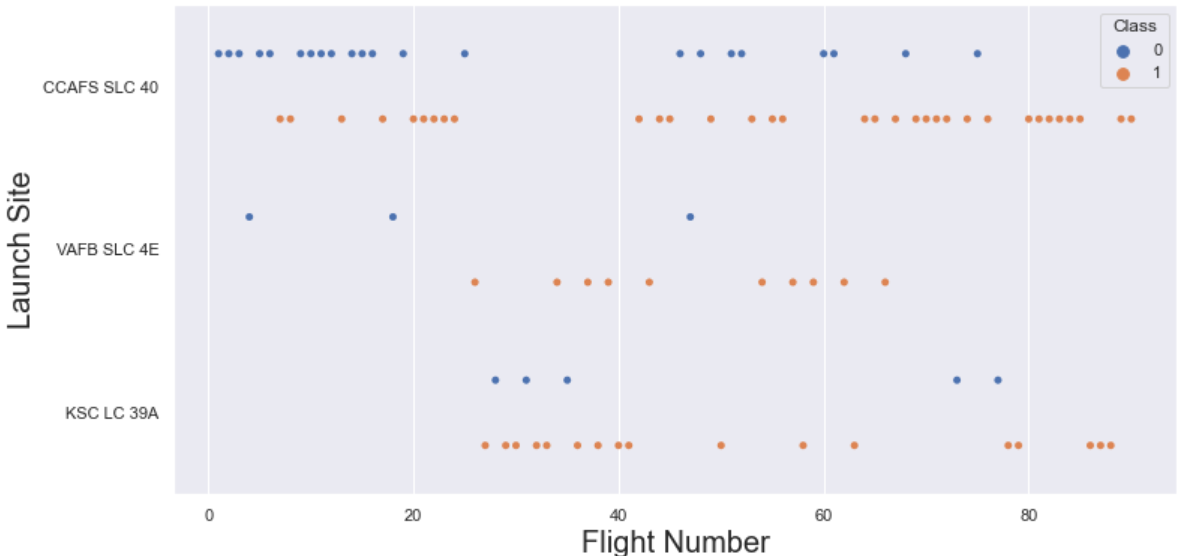 Class
0
1
CCAFS SLC 40
VAFB SLC 4E
KSC LC 39A
Launch Site
0 20 40 60 80
Flight Number